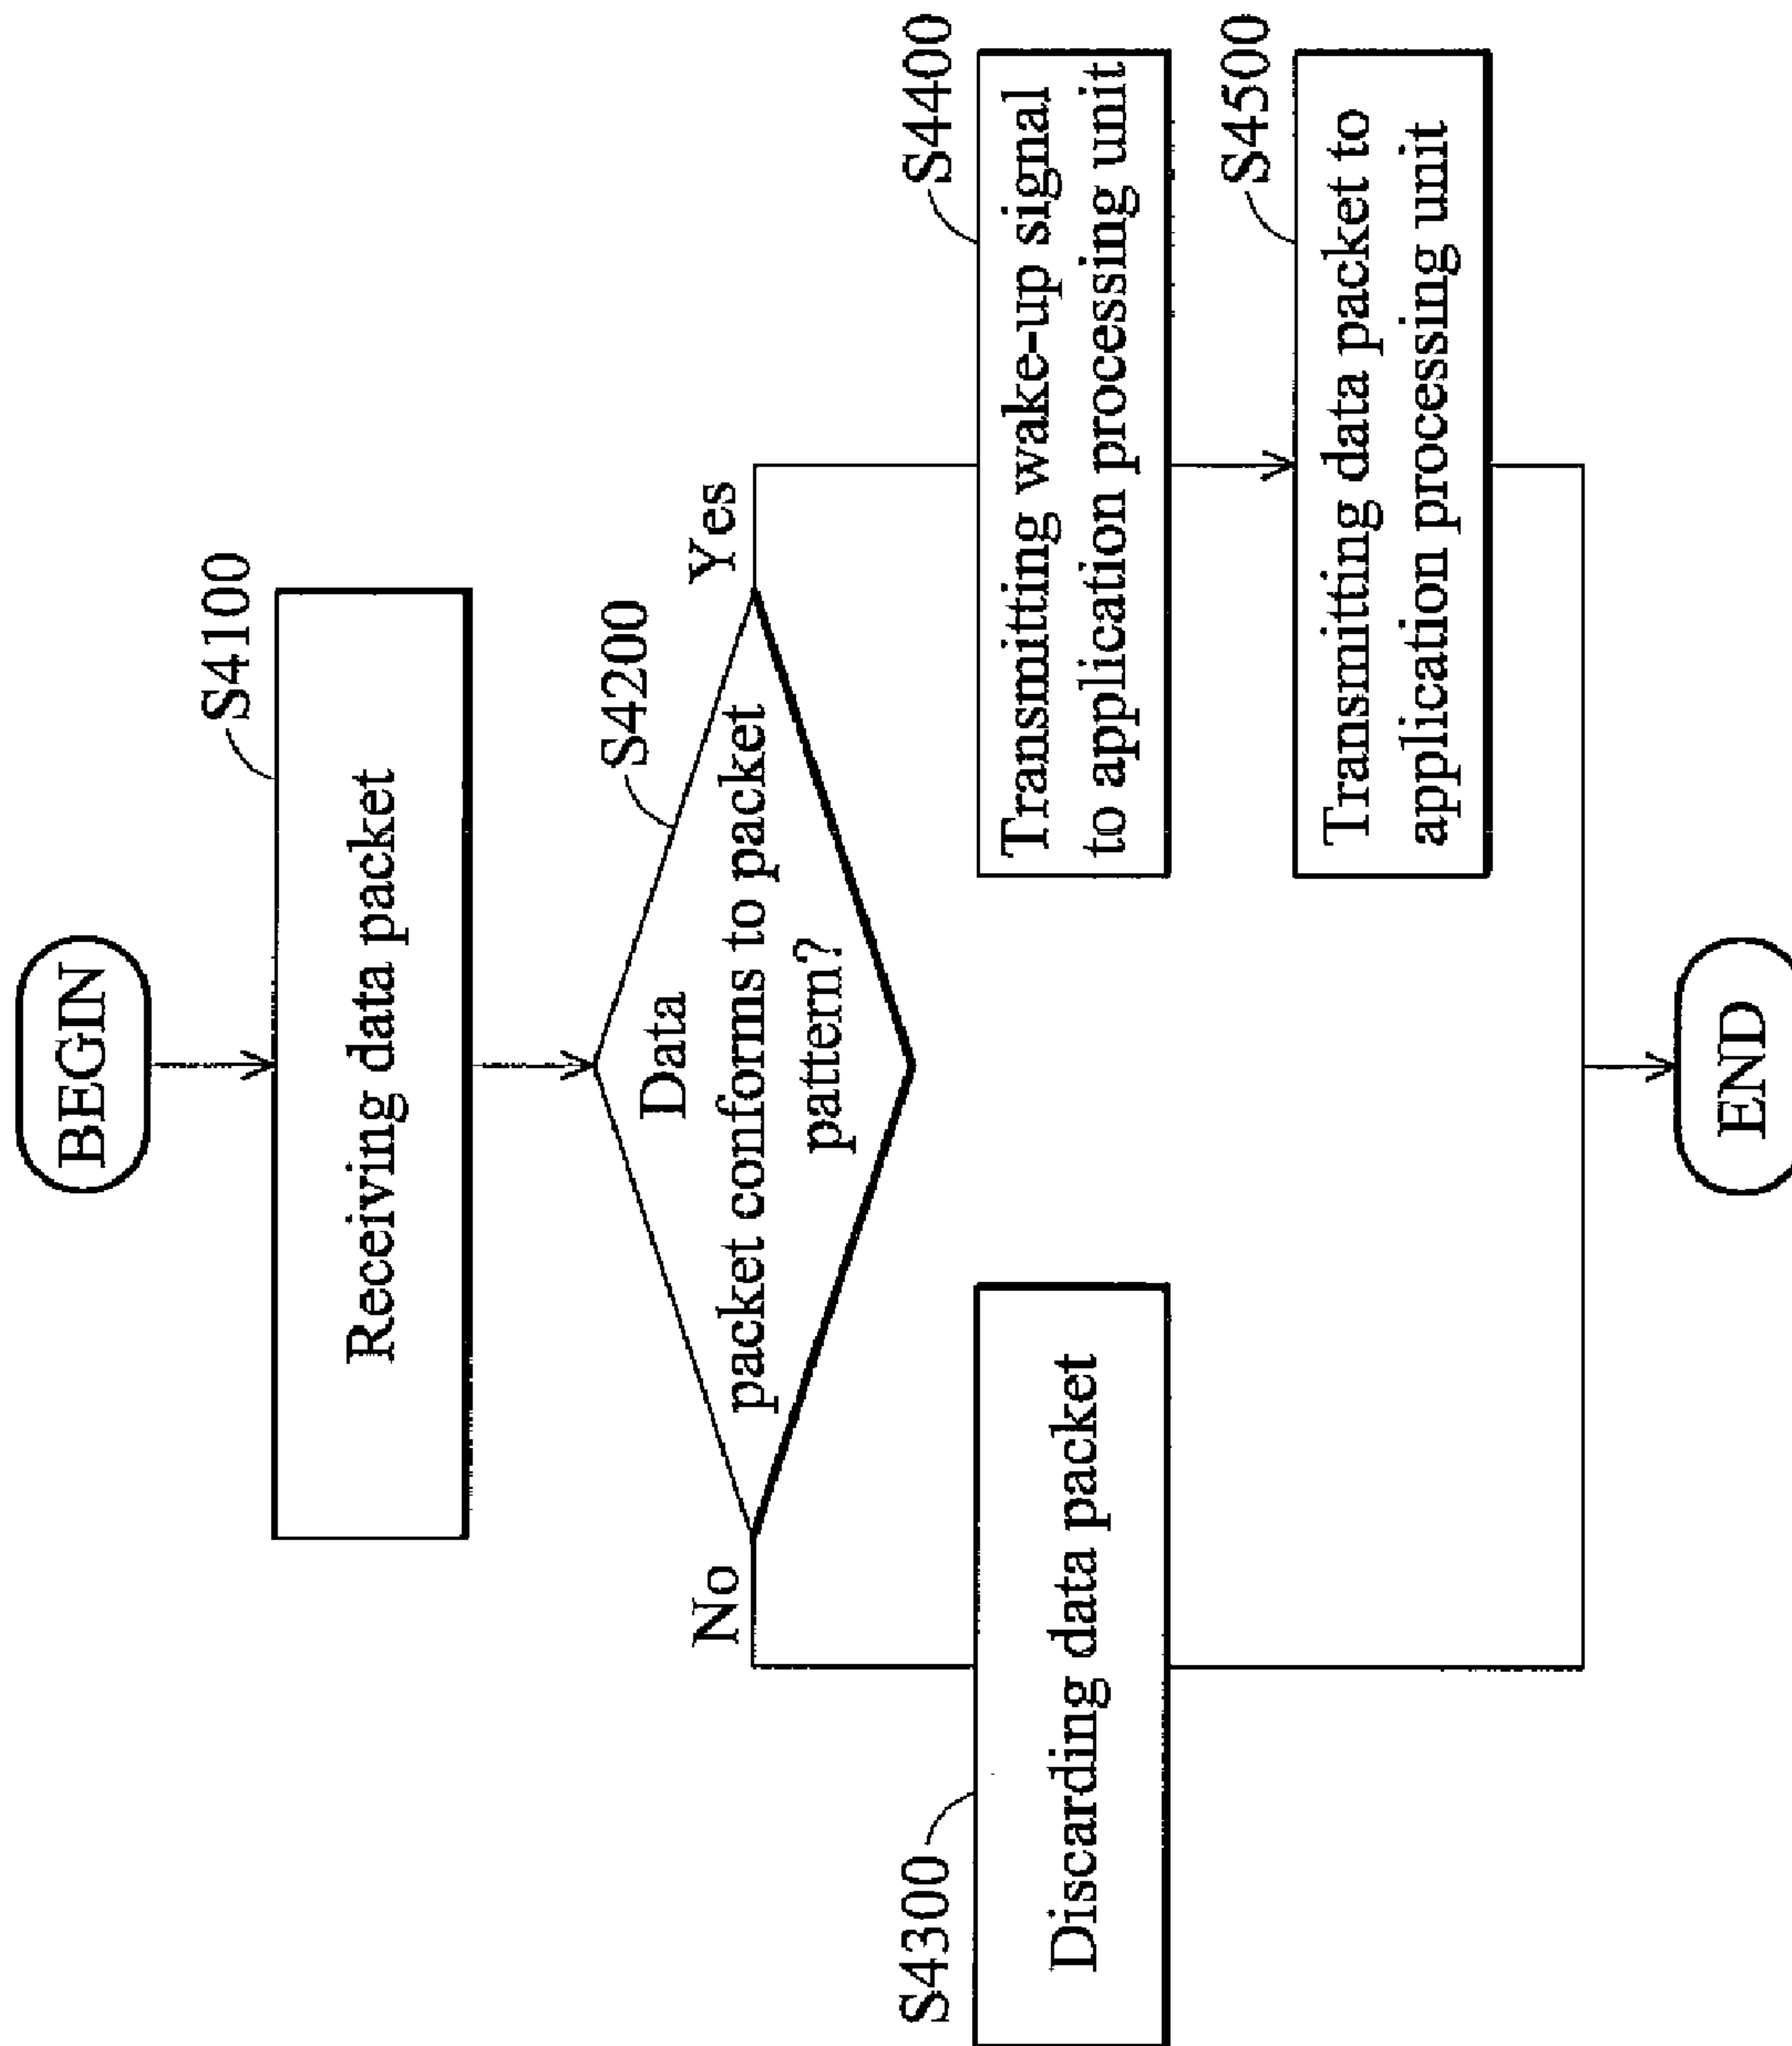 BEGIN
S4100
Receiving data packet
S4200
Data
packet conforms to packet
pattern?
No
Yes
S4300
Discarding data packet
S4400
Transmitting wake-up signal
to application processing unit
S4500
Transmitting data packet to
application processing unit
END